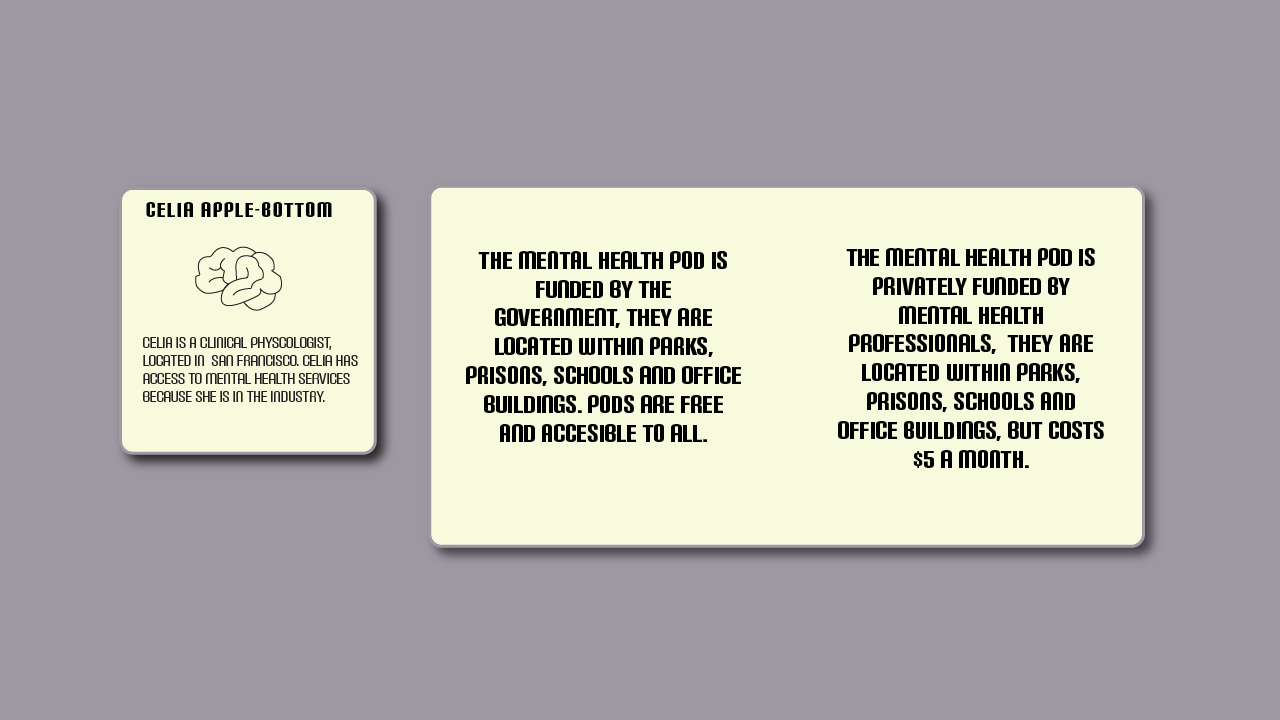 CELIA APPLE-BOTTOM
CELIA IS A CLINICAL PHYSCOLOGIST,
LOCATED IN SAN FRANCISCO. CELIA HAS
ACCESS TO MENTAL HEALTH SERVICES
BECAUSE SHE IS IN THE INDUSTRY.
THE MENTAL HEALTH POD IS
FUNDED BY THE
GOVERNMENT, THEY ARE
LOCATED WITHIN PARKS,
PRISONS, SCHOOLS AND OFFICE
BUILDINGS. PODS ARE FREE
AND ACCESIBLE TO ALL.
THE MENTAL HEALTH POD IS
PRIVATELY FUNDED BY
MENTAL HEALTH
PROFESSIONALS, THEY ARE
LOCATED WITHIN PARKS,
PRISONS, SCHOOLS AND
OFFICE BUILDINGS, BUT COSTS
$5 A MONTH.